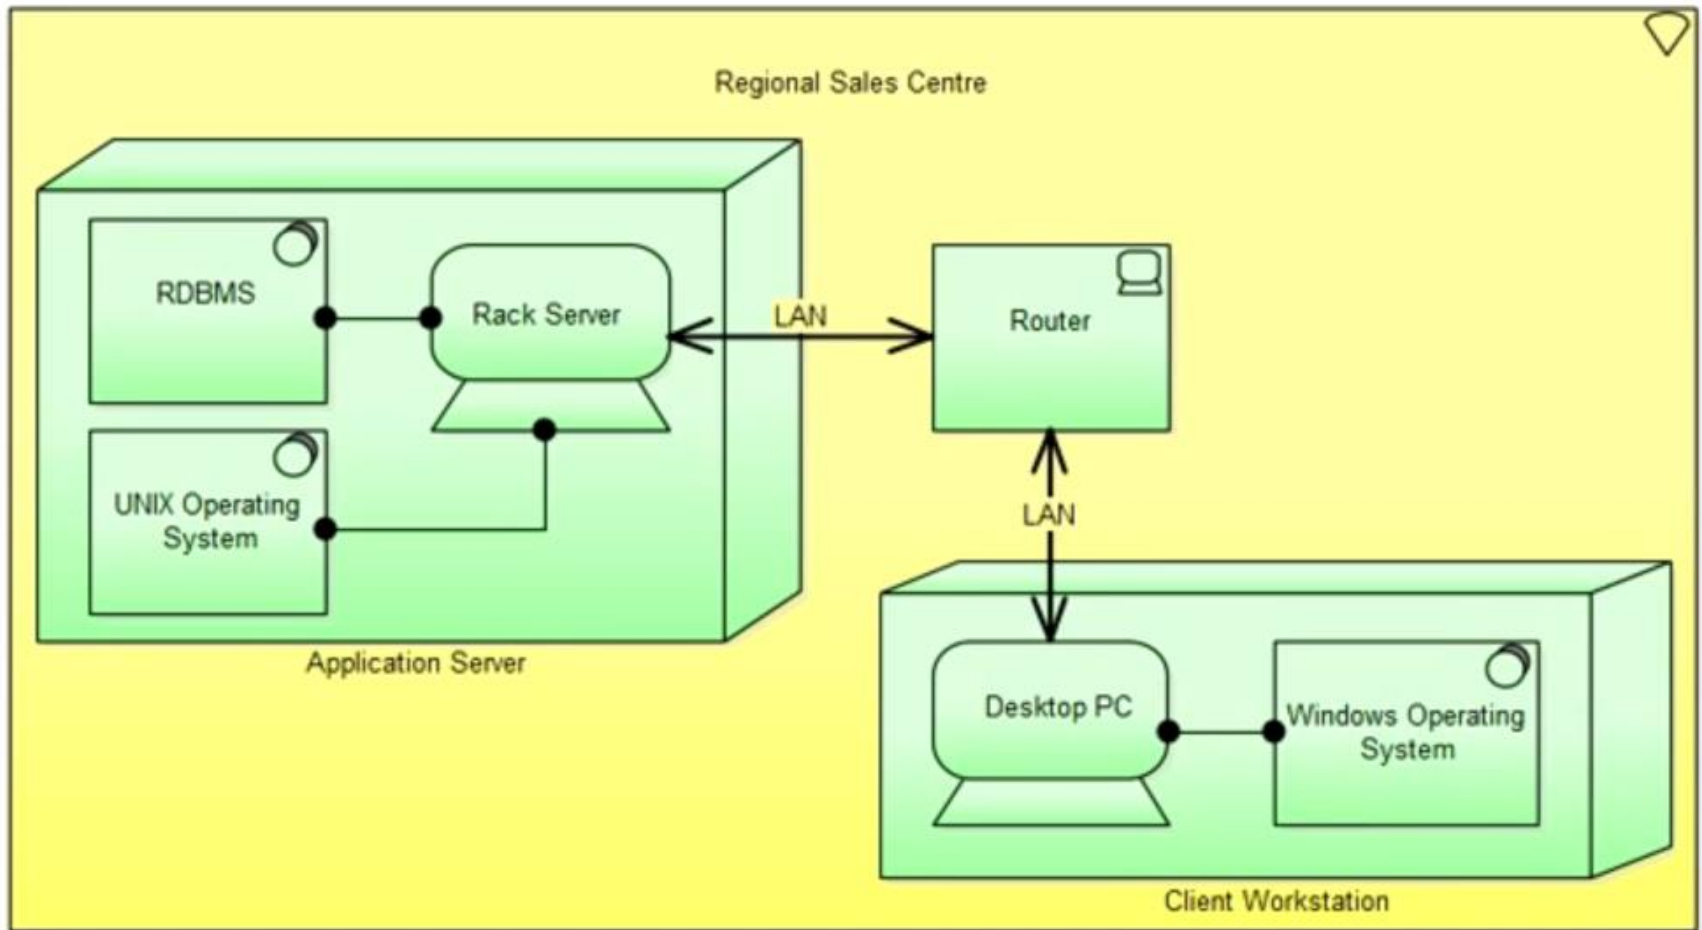 Regional Sales Centre
RDBMS
Rack Server
LAN
Router
UNIX Operating
System
LAN
Application Server
Desktop PC
Windows Operating
System
Client Workstation